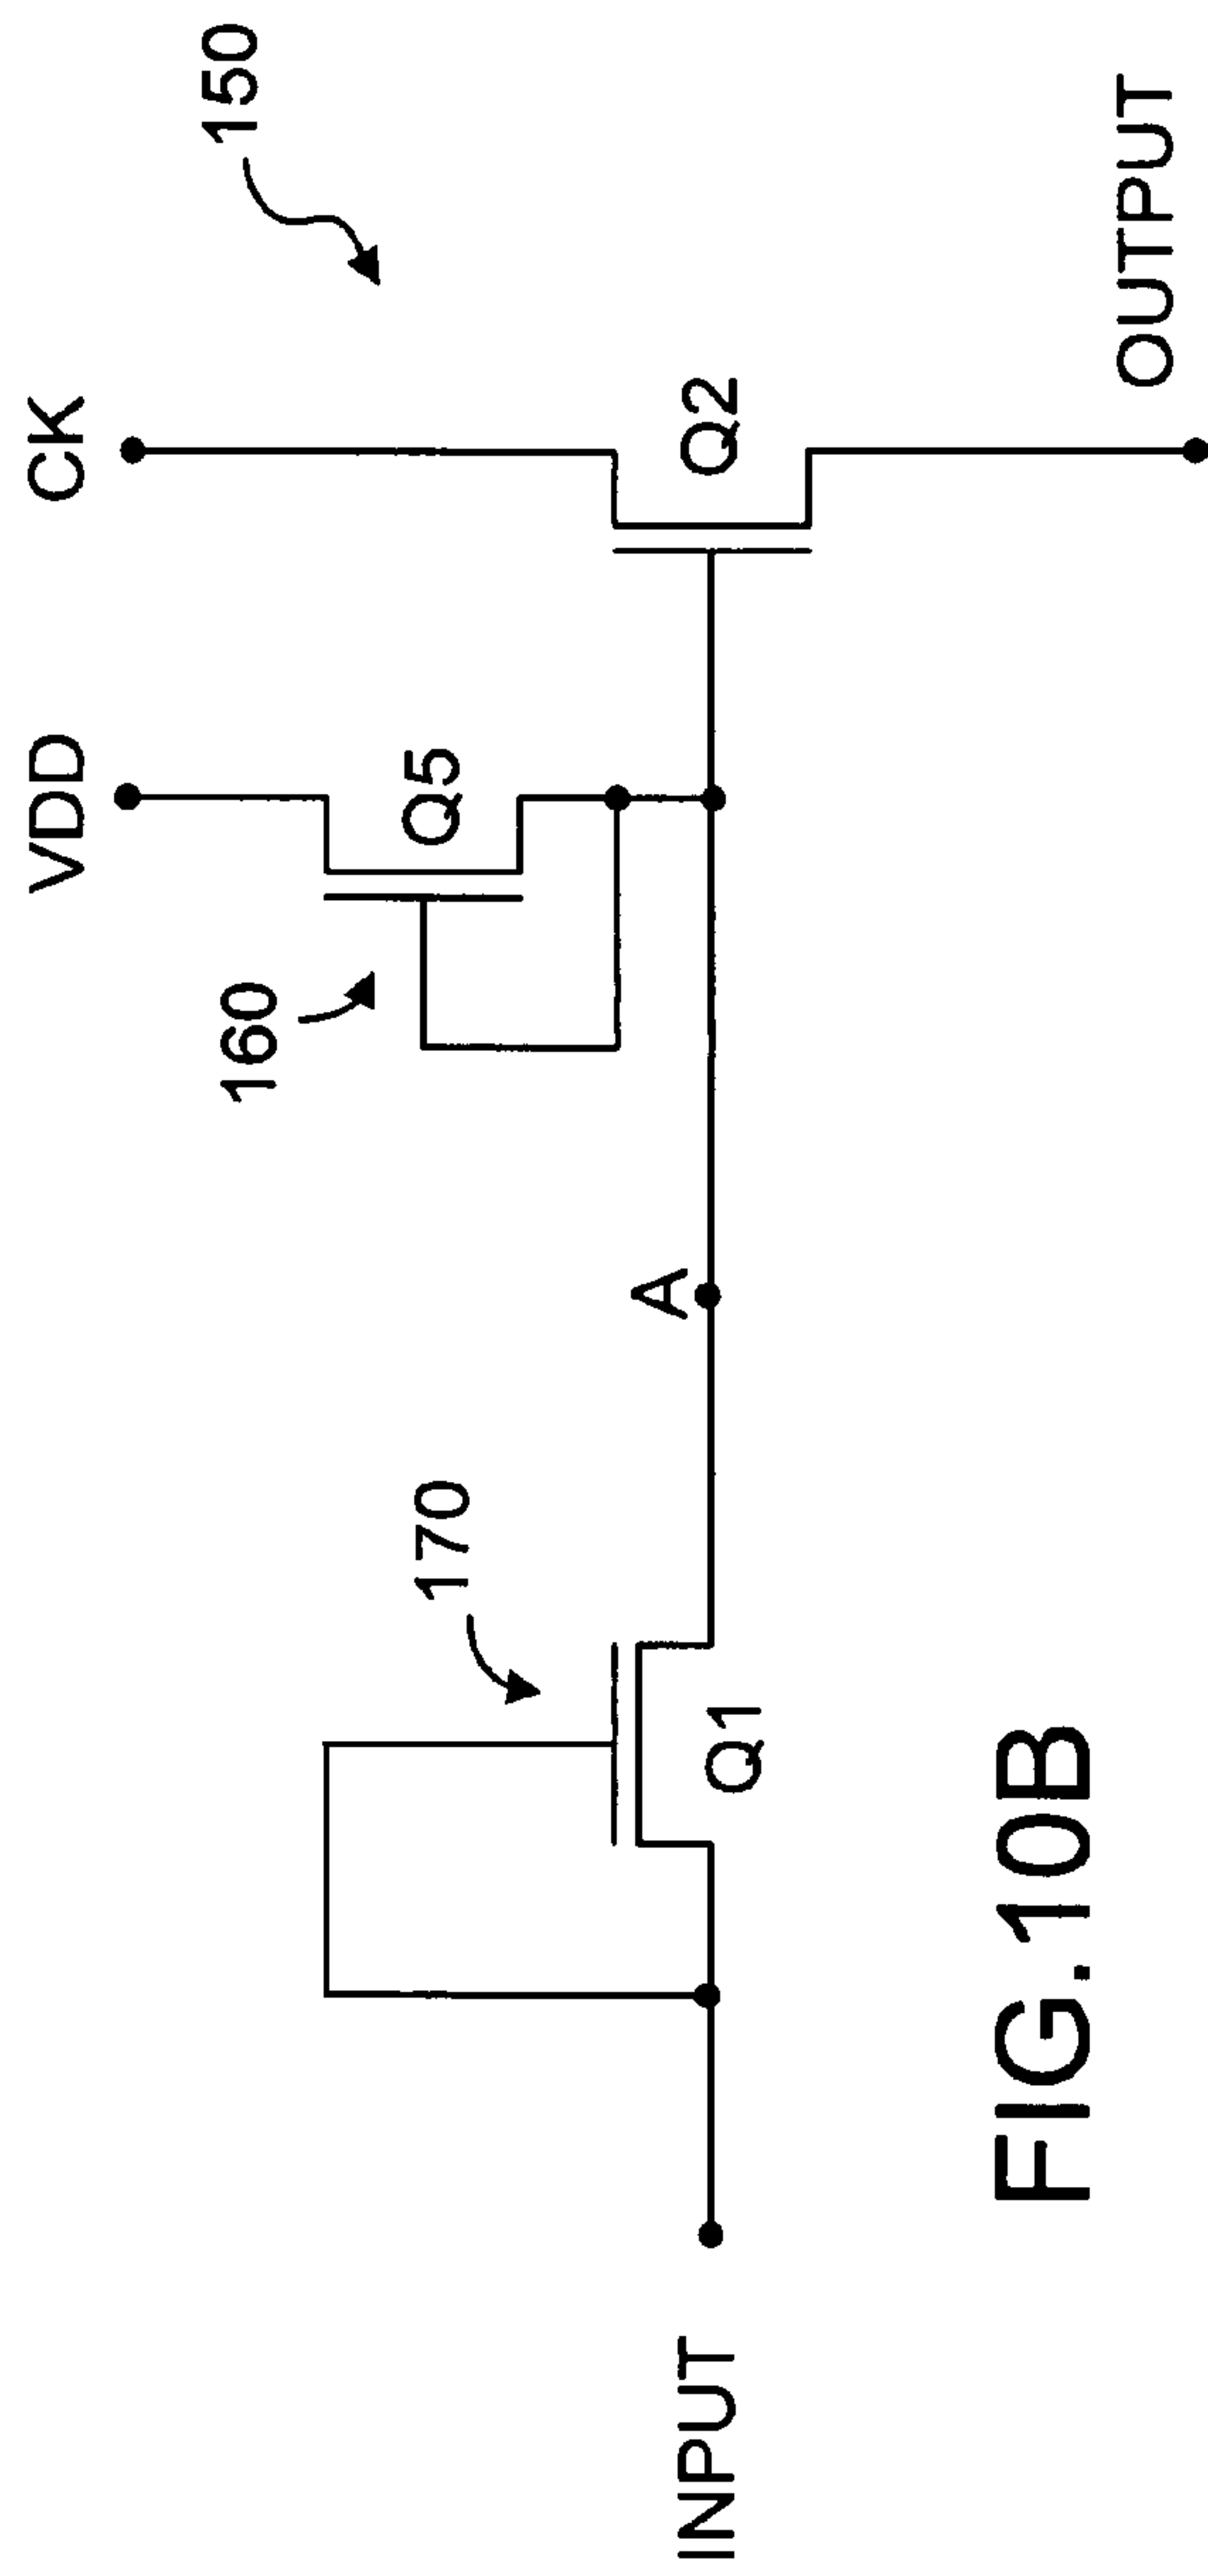 VDD
CK
150
160
Q5
170
A
Q2
INPUT
Q1
OUTPUT
FIG.10B